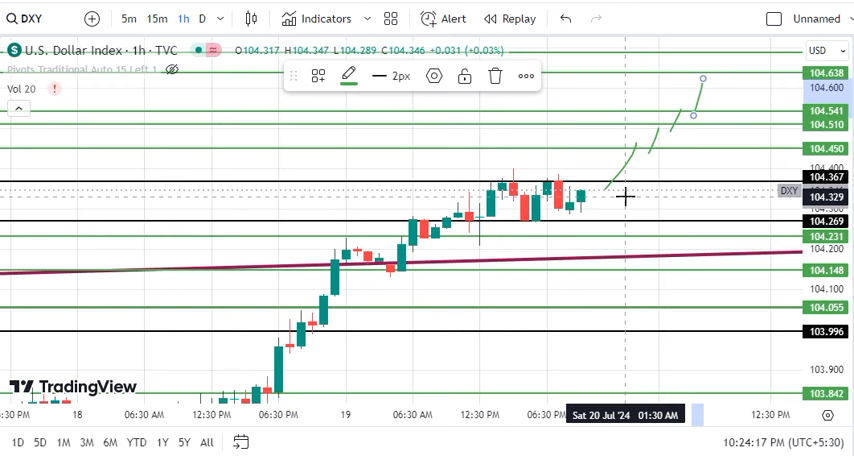 DXY 5m 15m 1h D Indicators Alert Replay Unnamed
U.S. Dollar Index · 1h · TVC O104.317 H104.347 L104.289 C104.346 +0.031 (+0.03%) USD
Pivots Traditional Auto 15 Left 1
2px
Vol 20
104.638
104.600
104.541
104.510
104.450
104.400
104.367
DXY
104.329
104.269
104.231
104.200
104.148
104.100
104.055
103.996
103.900
103.842
TradingView
5:30 PM 18 06:30 AM 12:30 PM 06:30 PM 19 06:30 AM 12:30 PM 06:30 PM Sat 20 Jul '24 01:30 AM 12:30 PM
1D 5D 1M 3M 6M YTD 1Y 5Y All 10:24:17 PM (UTC+5:30)